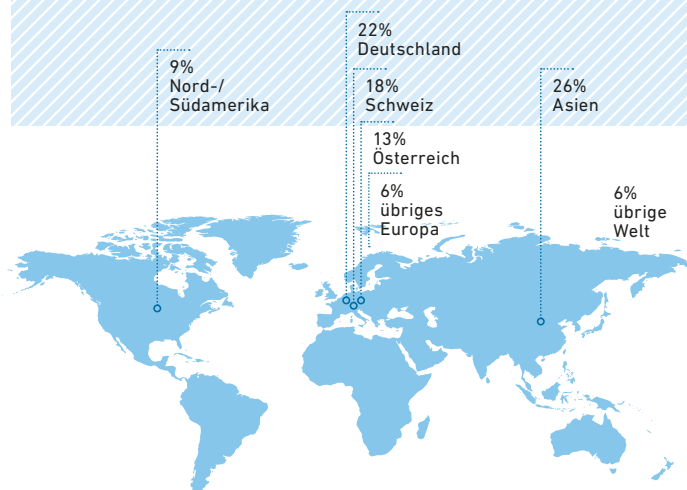 9%
Nord-/
Südamerika
22%
Deutschland
18%
Schweiz
13%
Österreich
6%
übriges
Europa
26%
Asien
6%
übrige
Welt